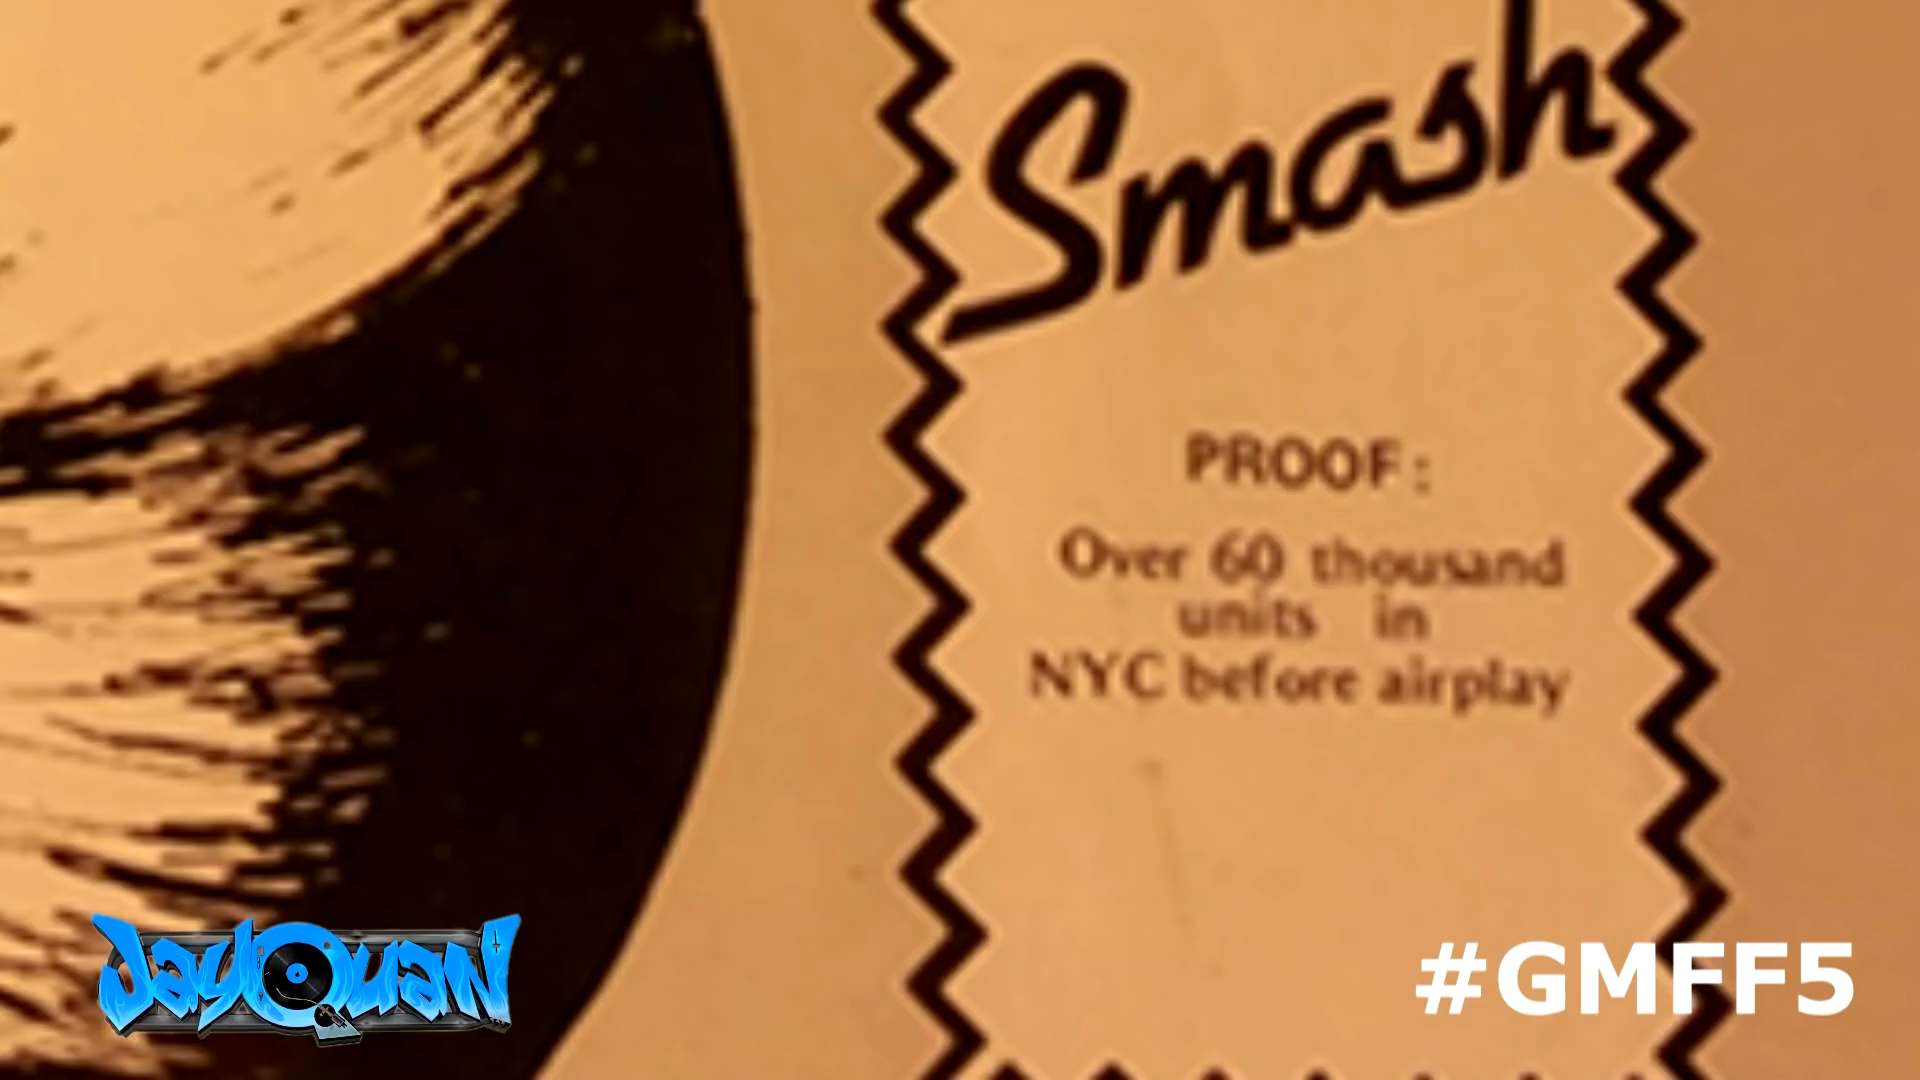 Smash
PROOF:
Over 60 thousand
units in
NYC before airplay
JayQuan
#GMFF5